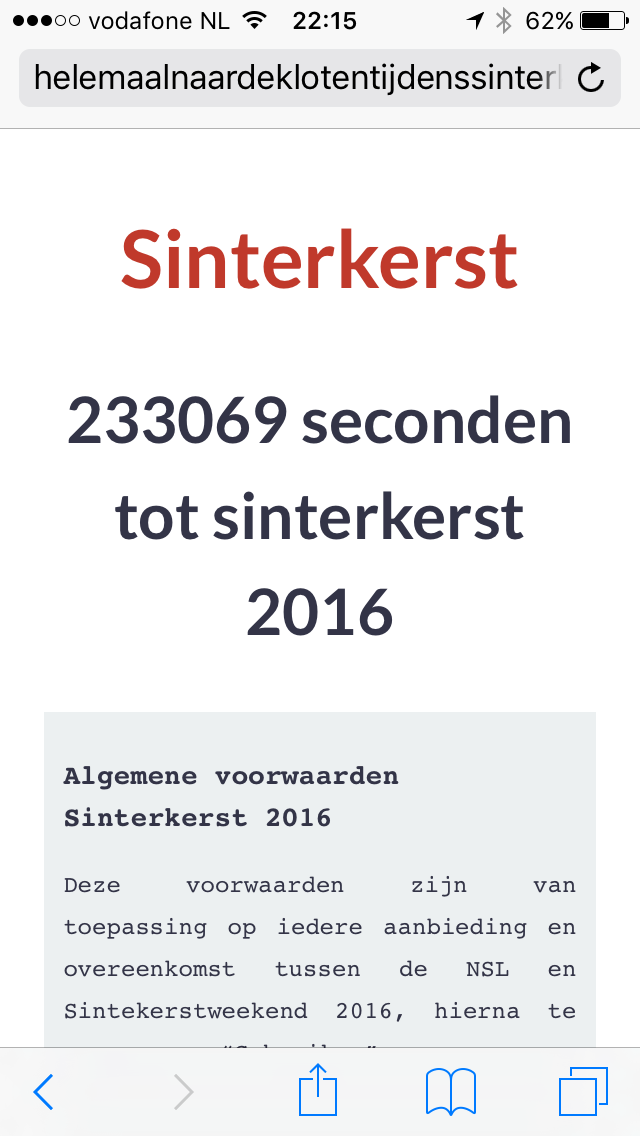 vodafone NL 22:15 62%
helemaalnaardeklotentijdenssinterl
Sinterkerst
233069 seconden
tot sinterkerst
2016
Algemene voorwaarden
Sinterkerst 2016
Deze voorwaarden zijn van
toepassing op iedere aanbieding en
overeenkomst tussen de NSL en
Sintekerstweekend 2016, hierna te